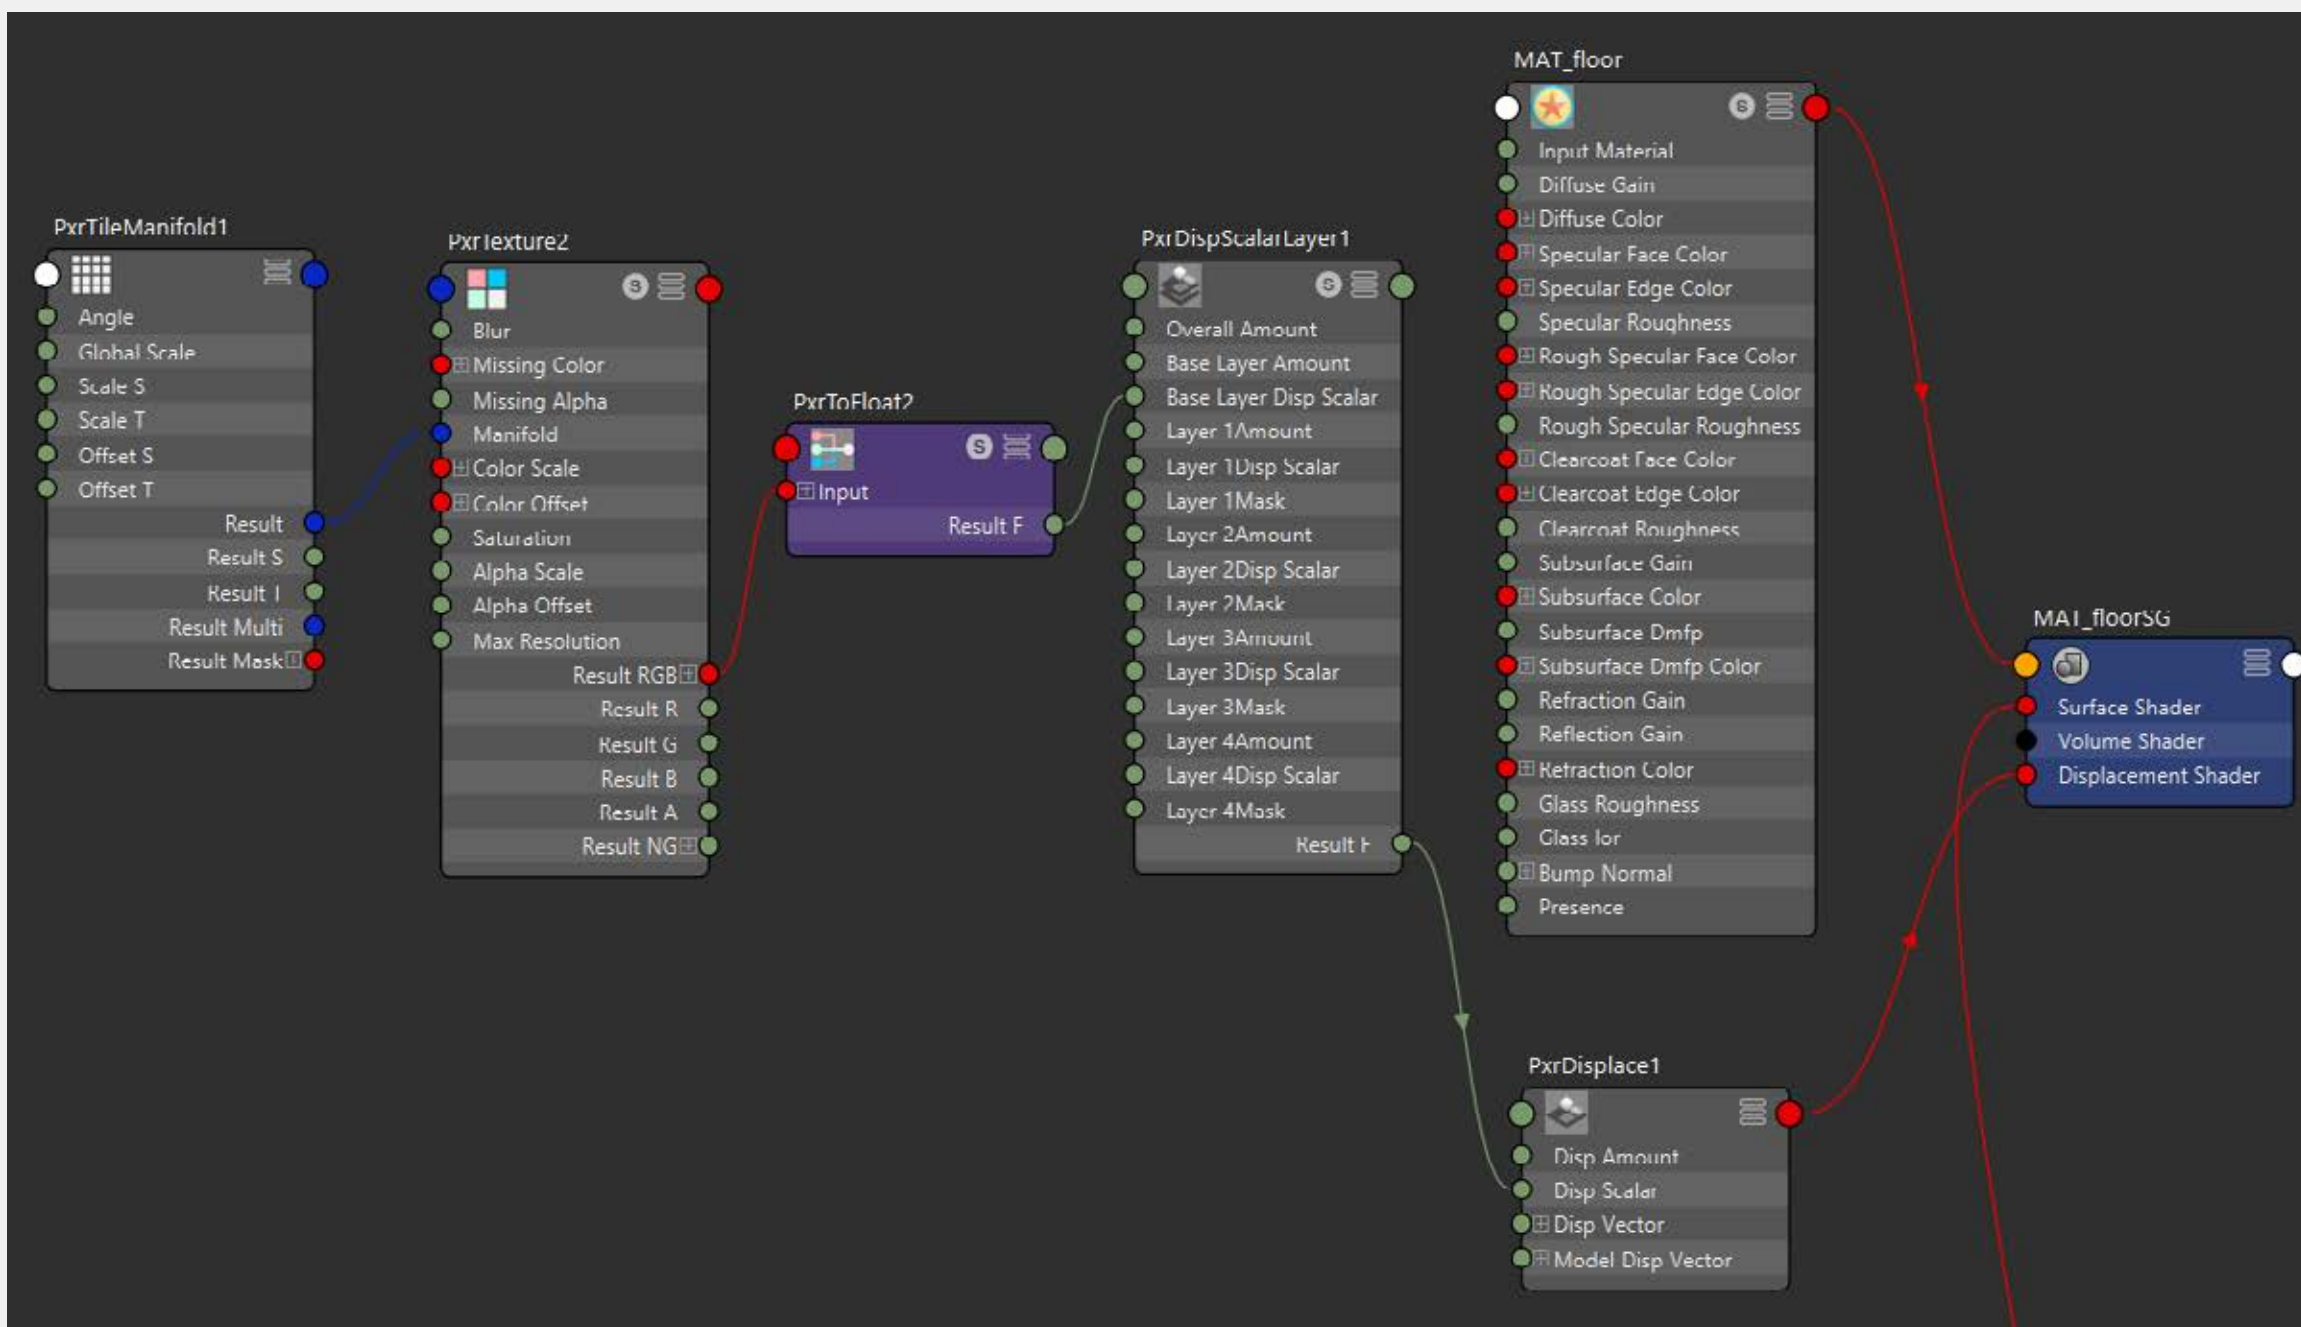 PxrTileManifold1
Angle
Global Scale
Scale S
Scale T
Offset S
Offset T
Result
Result S
Result T
Result Multi
Result Mask
PxrTexture2
Blur
Missing Color
Missing Alpha
Manifold
Color Scale
Color Offset
Saturation
Alpha Scale
Alpha Offset
Max Resolution
Result RGB
Result R
Result G
Result B
Result A
Result NG
PxrToFloat2
Input
Result F
PxrDispScalarLayer1
Overall Amount
Base Layer Amount
Base Layer Disp Scalar
Layer 1Amount
Layer 1Disp Scalar
Layer 1Mask
Layer 2Amount
Layer 2Disp Scalar
Layer 2Mask
Layer 3Amount
Layer 3Disp Scalar
Layer 3Mask
Layer 4Amount
Layer 4Disp Scalar
Layer 4Mask
Result F
MAT_floor
Input Material
Diffuse Gain
Diffuse Color
Specular Face Color
Specular Edge Color
Specular Roughness
Rough Specular Face Color
Rough Specular Edge Color
Rough Specular Roughness
Clearcoat Face Color
Clearcoat Edge Color
Clearcoat Roughness
Subsurface Gain
Subsurface Color
Subsurface Dmfp
Subsurface Dmfp Color
Refraction Gain
Reflection Gain
Refraction Color
Glass Roughness
Glass Ior
Bump Normal
Presence
PxrDisplace1
Disp Amount
Disp Scalar
Disp Vector
Model Disp Vector
MAT_floorSG
Surface Shader
Volume Shader
Displacement Shader